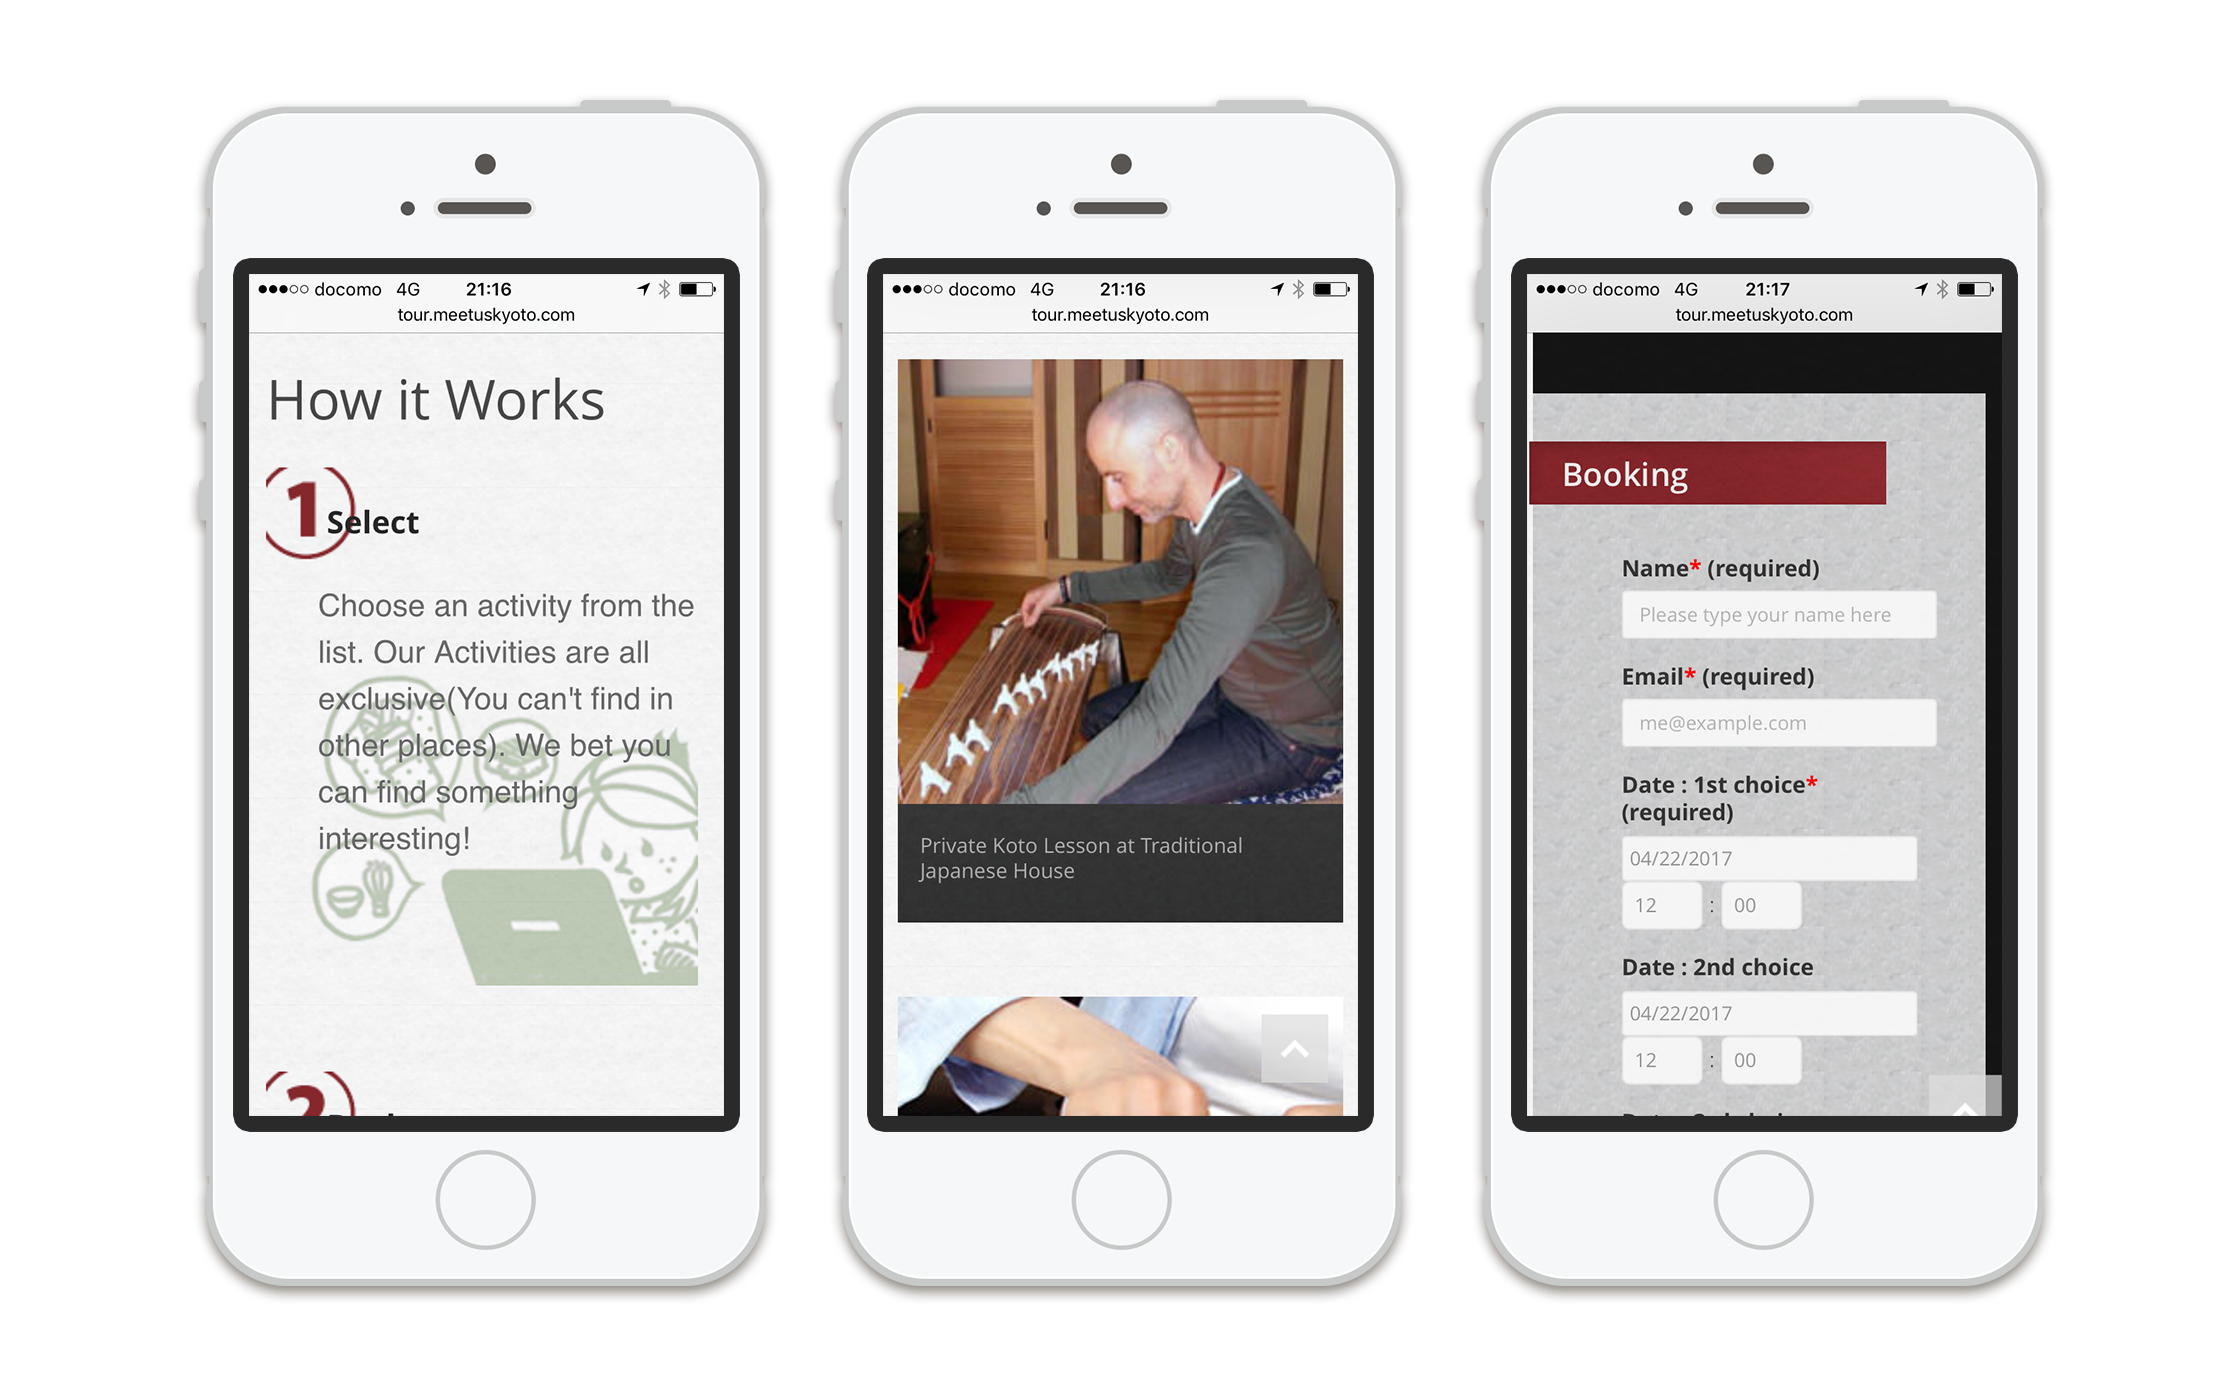 docomo 4G 21:16
tour.meetuskyoto.com
How it Works
1 Select
Choose an activity from the
list. Our Activities are all
exclusive(You can't find in
other places). We bet you
can find something
interesting!
2
docomo 4G 21:16
tour.meetuskyoto.com
Private Koto Lesson at Traditional
Japanese House
docomo 4G 21:17
tour.meetuskyoto.com
Booking
Name* (required)
Please type your name here
Email* (required)
me@example.com
Date : 1st choice*
(required)
04/22/2017
12 : 00
Date : 2nd choice
04/22/2017
12 : 00